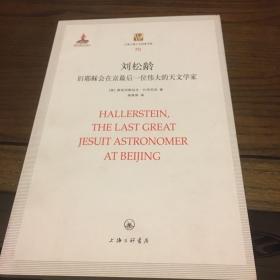 刘松龄
旧耶稣会在京最后一位伟大的天文学家
HALLERSTEIN,
THE LAST GREAT
JESUIT ASTRONOMER
AT BEIJING
上海三联书店